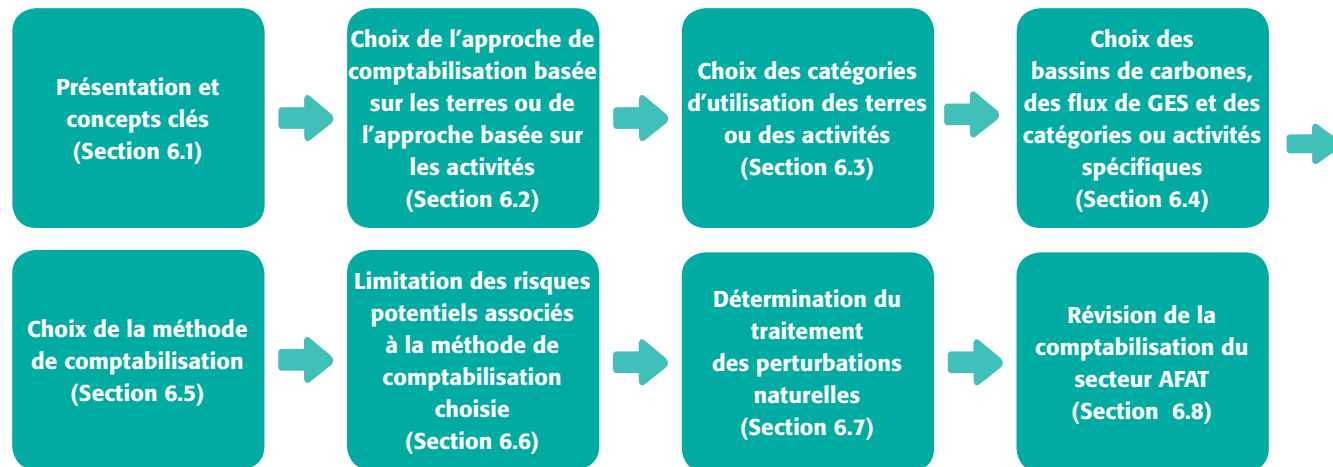 Présentation et
concepts clés
(Section 6.1)
Choix de l’approche de
comptabilisation basée
sur les terres ou de
l’approche basée sur
les activités
(Section 6.2)
Choix des catégories
d’utilisation des terres
ou des activités
(Section 6.3)
Choix des
bassins de carbones,
des flux de GES et des
catégories ou activités
spécifiques
(Section 6.4)
Choix de la méthode
de comptabilisation
(Section 6.5)
Limitation des risques
potentiels associés
à la méthode de
comptabilisation
choisie
(Section 6.6)
Détermination du
traitement
des perturbations
naturelles
(Section 6.7)
Révision de la
comptabilisation du
secteur AFAT
(Section 6.8)